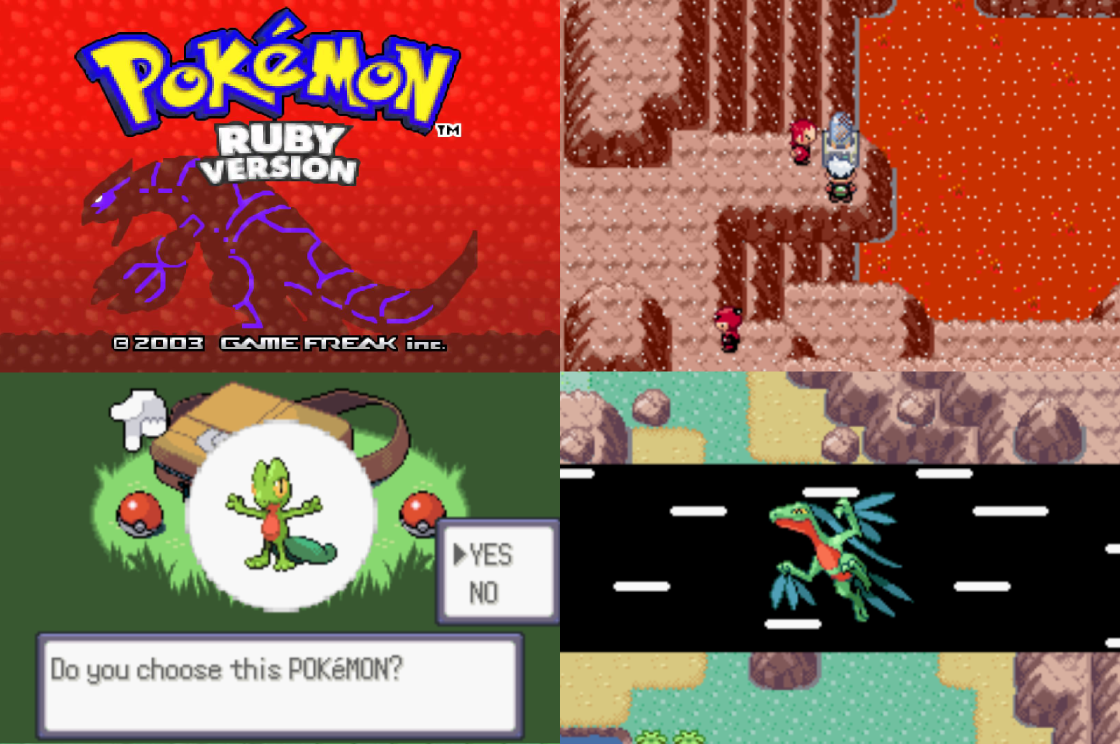 POKéMON
TM
RUBY
VERSION
© 2003 GAME FREAK inc.
▶YES
NO
Do you choose this POKéMON?